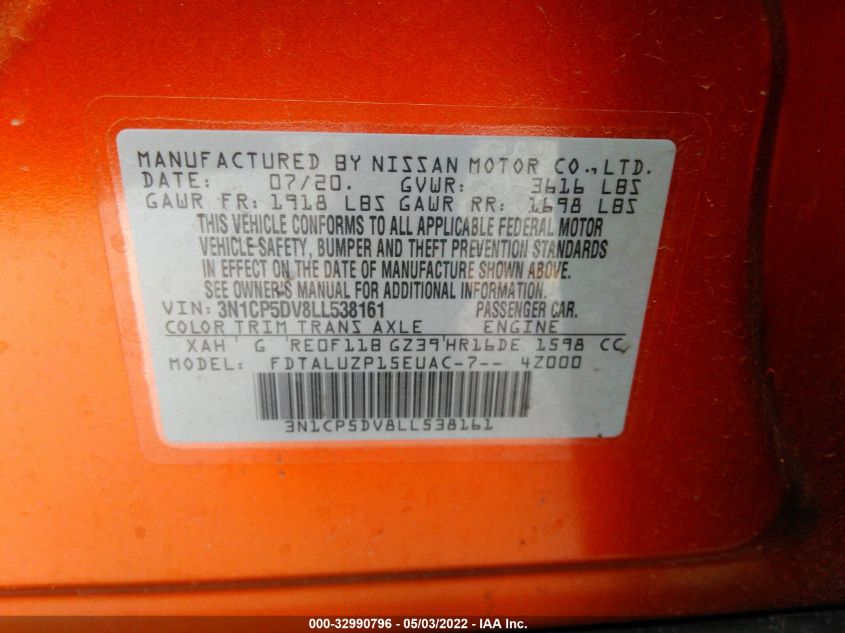 MANUFACTURED BY NISSAN MOTOR CO., LTD.
DATE: 07/20. GVWR: 3616 LBS
GAWR FR: 1918 LBS GAWR RR: 1698 LBS
THIS VEHICLE CONFORMS TO ALL APPLICABLE FEDERAL MOTOR
VEHICLE SAFETY, BUMPER AND THEFT PREVENTION STANDARDS
IN EFFECT ON THE DATE OF MANUFACTURE SHOWN ABOVE.
SEE OWNER'S MANUAL FOR ADDITIONAL INFORMATION.
VIN: 3N1CP5DV8LL538161 PASSENGER CAR.
COLOR TRIM TRANS AXLE ENGINE
XAH G RE0F11B GZ39 HR16DE 1598 CC
MODEL: FDTALUZP15EUAC-7-- 4Z000
3N1CP5DV8LL538161
000-32990796 - 05/03/2022 - IAA Inc.